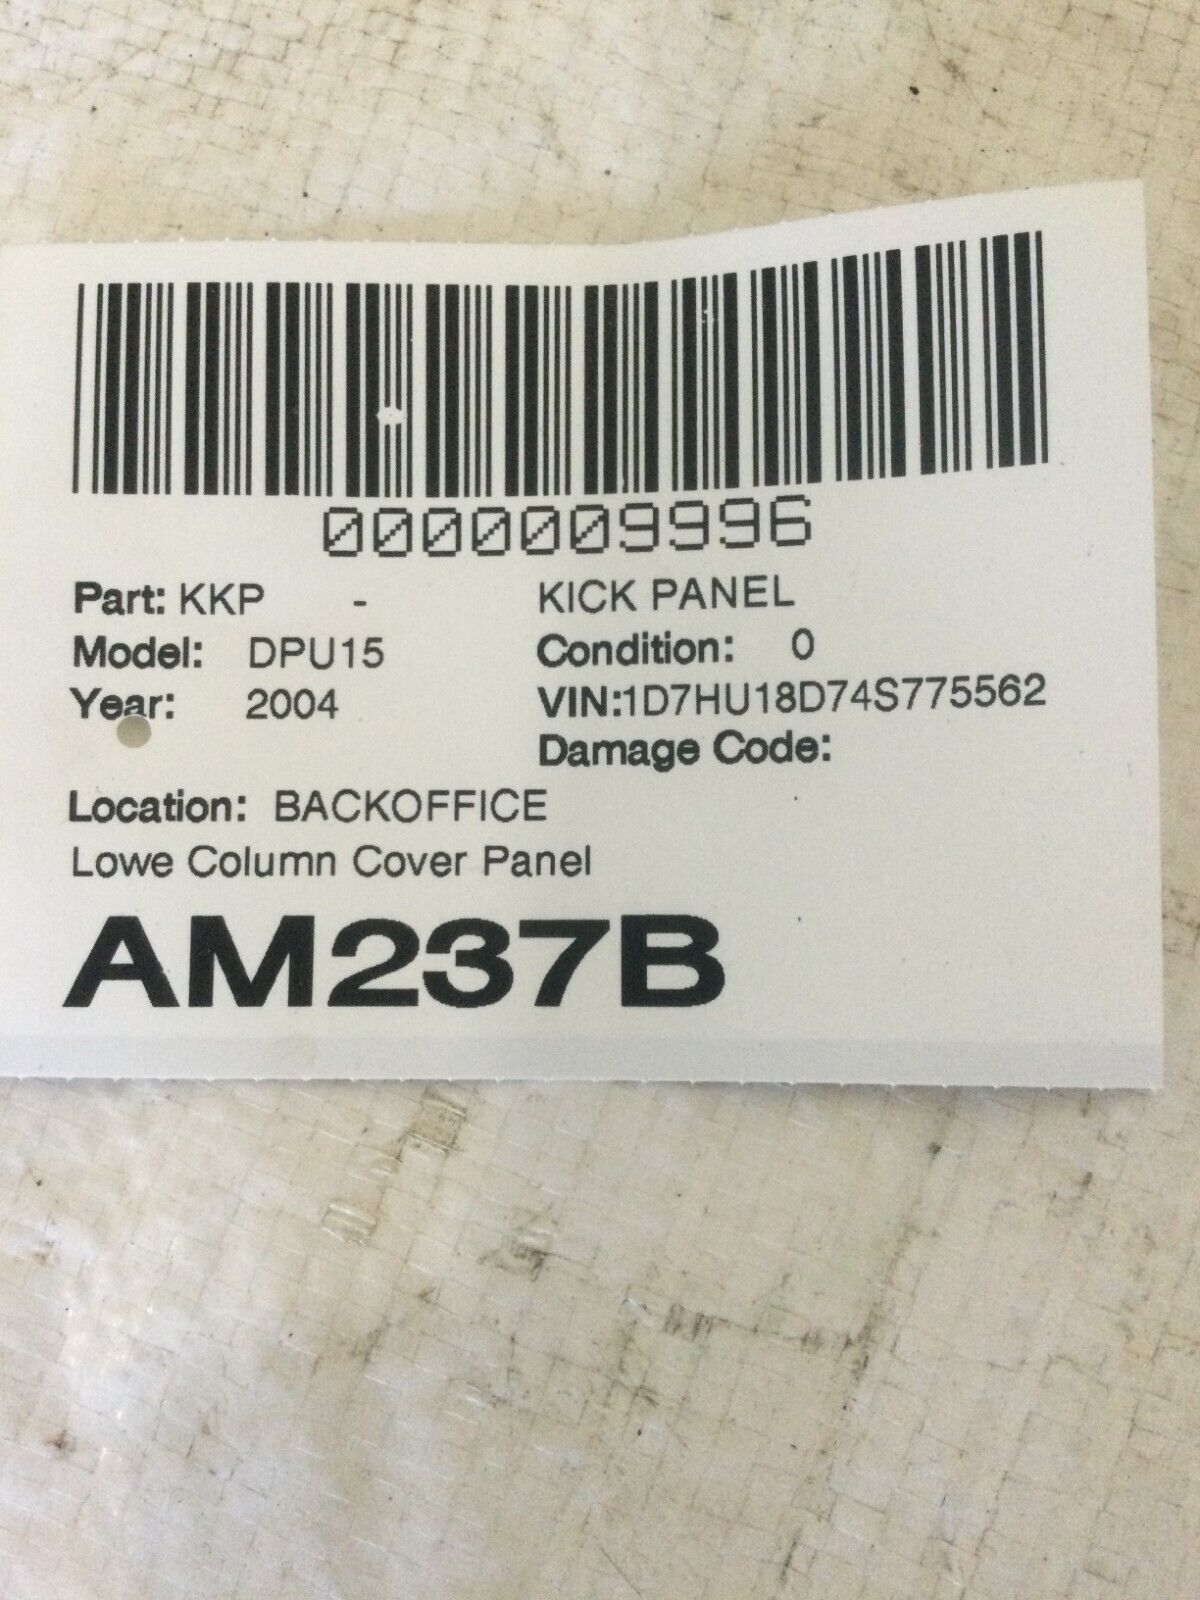 0000009996
Part: KKP - KICK PANEL
Model: DPU15 Condition: 0
Year: 2004 VIN:1D7HU18D74S775562
Damage Code:
Location: BACKOFFICE
Lowe Column Cover Panel
AM237B